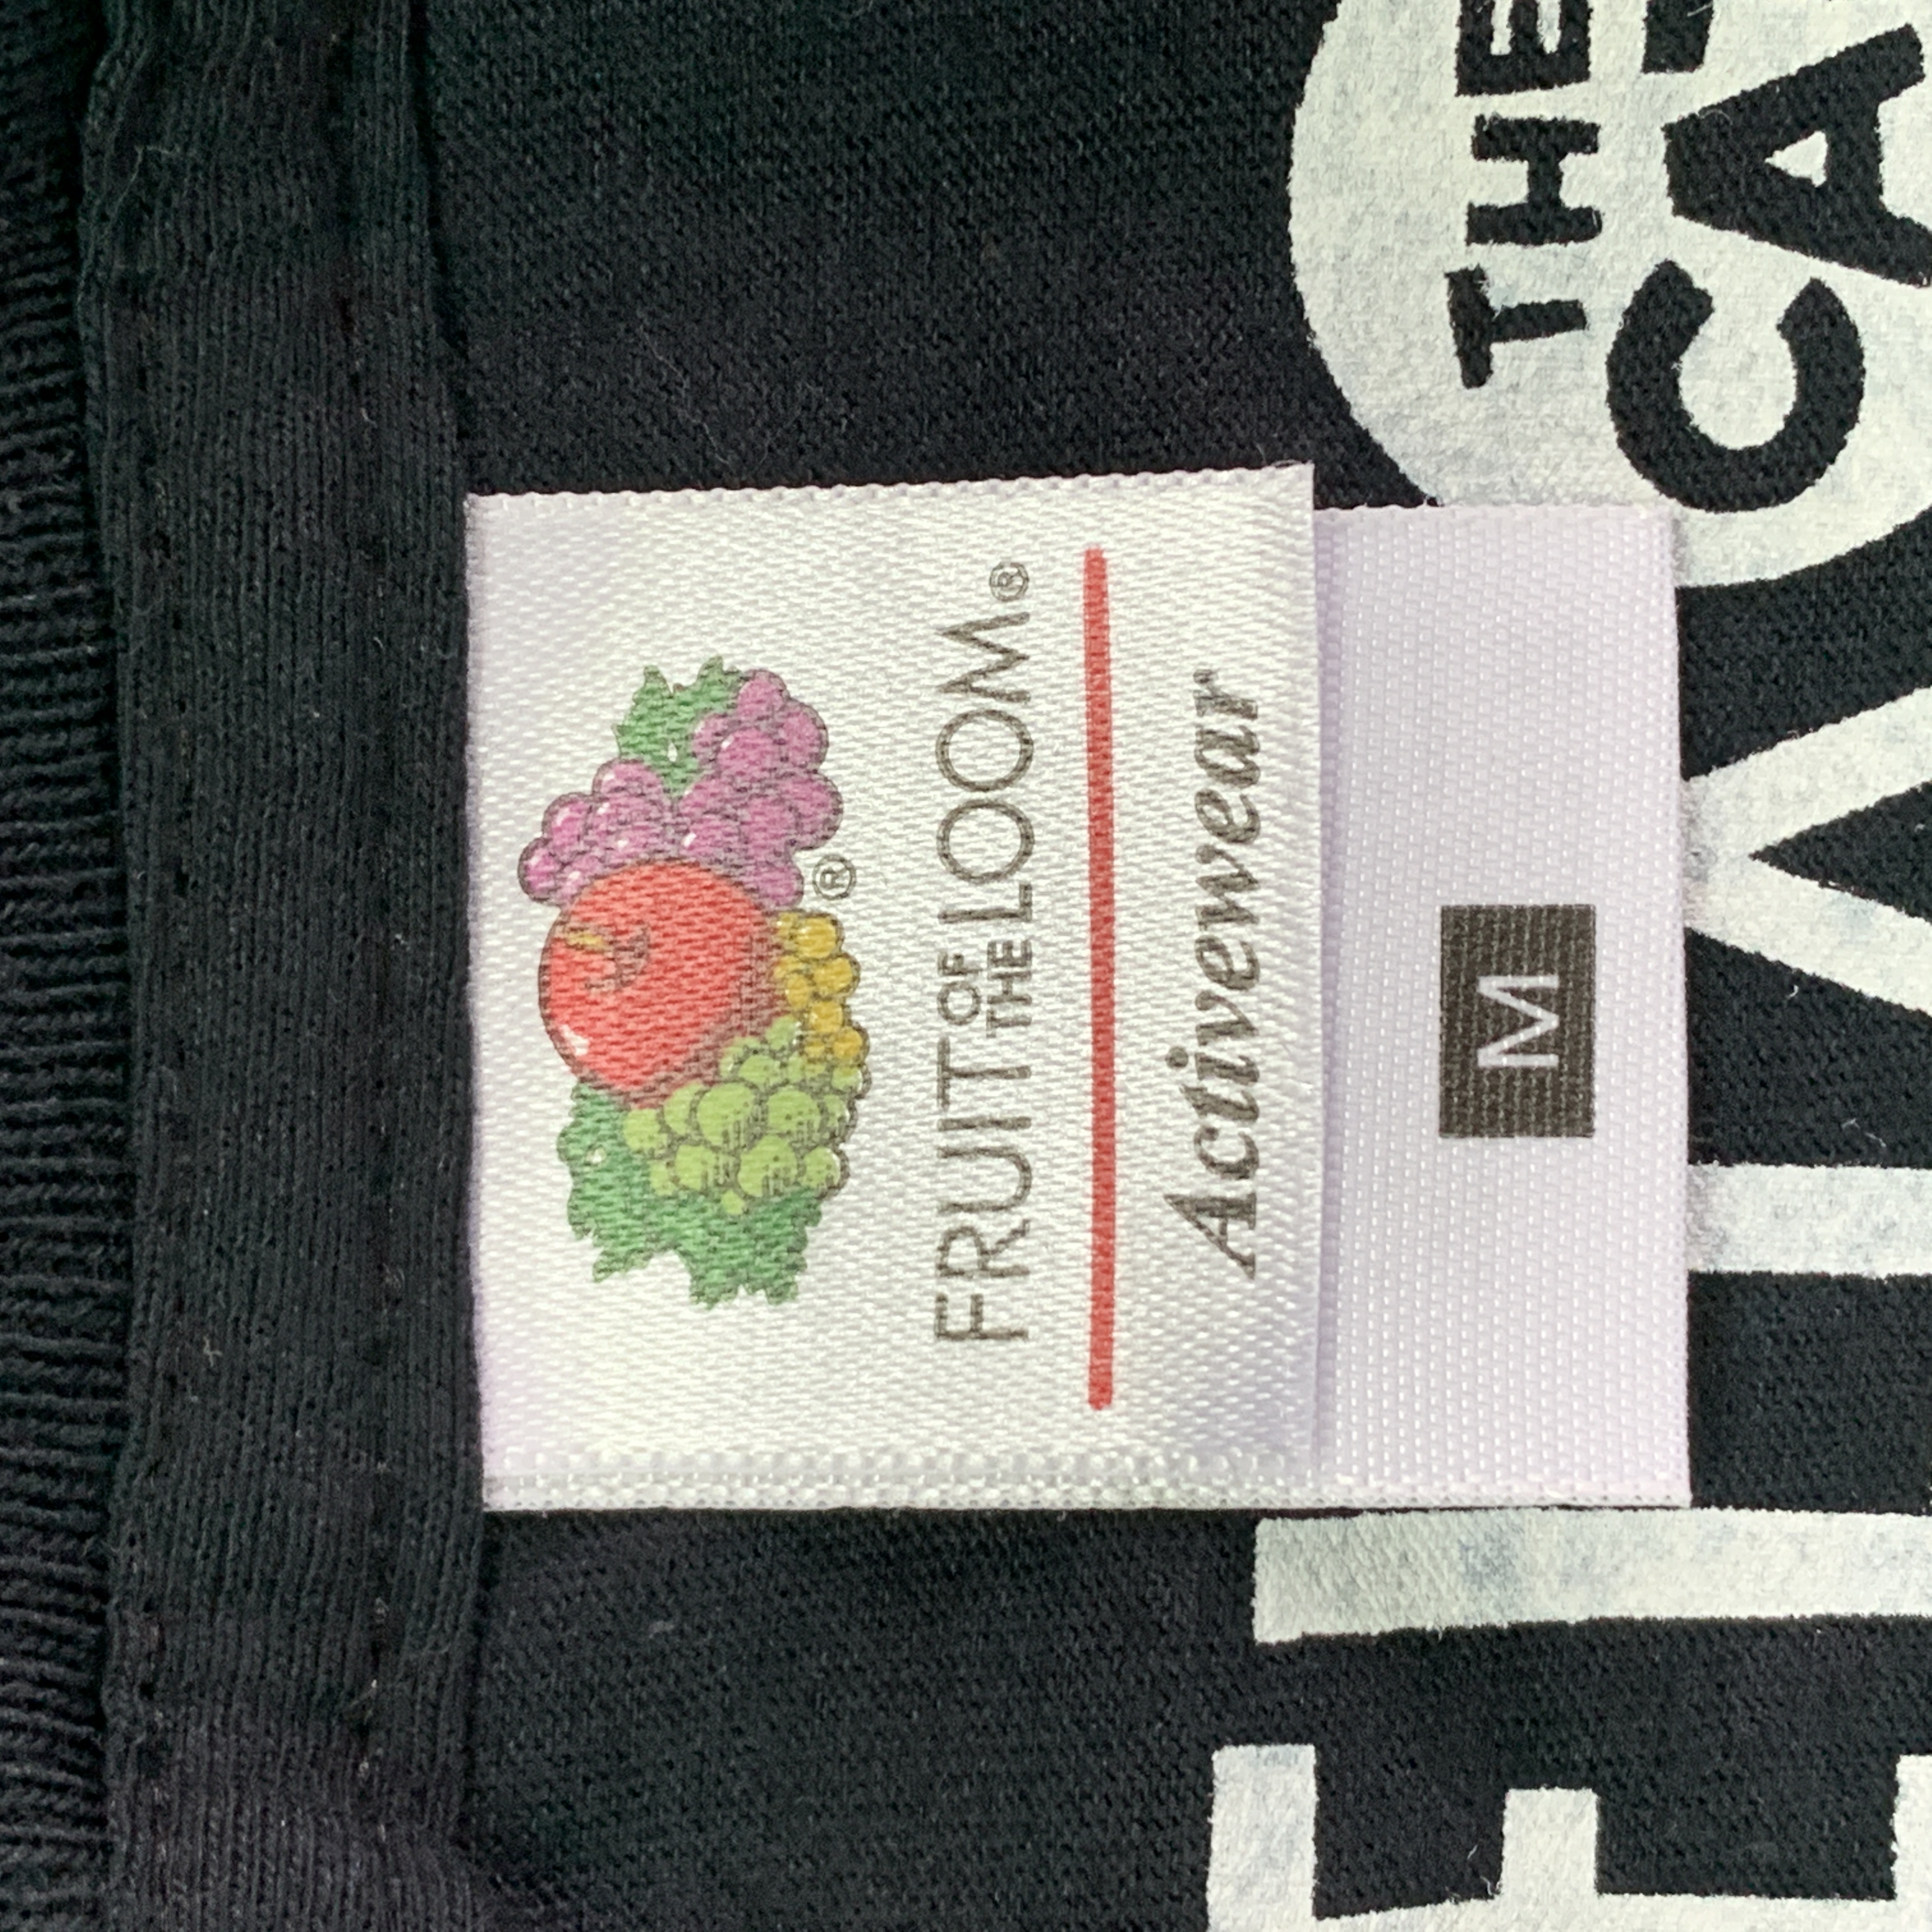 ®
FRUIT OF THE LOOM®
Activewear
M
THE
CA